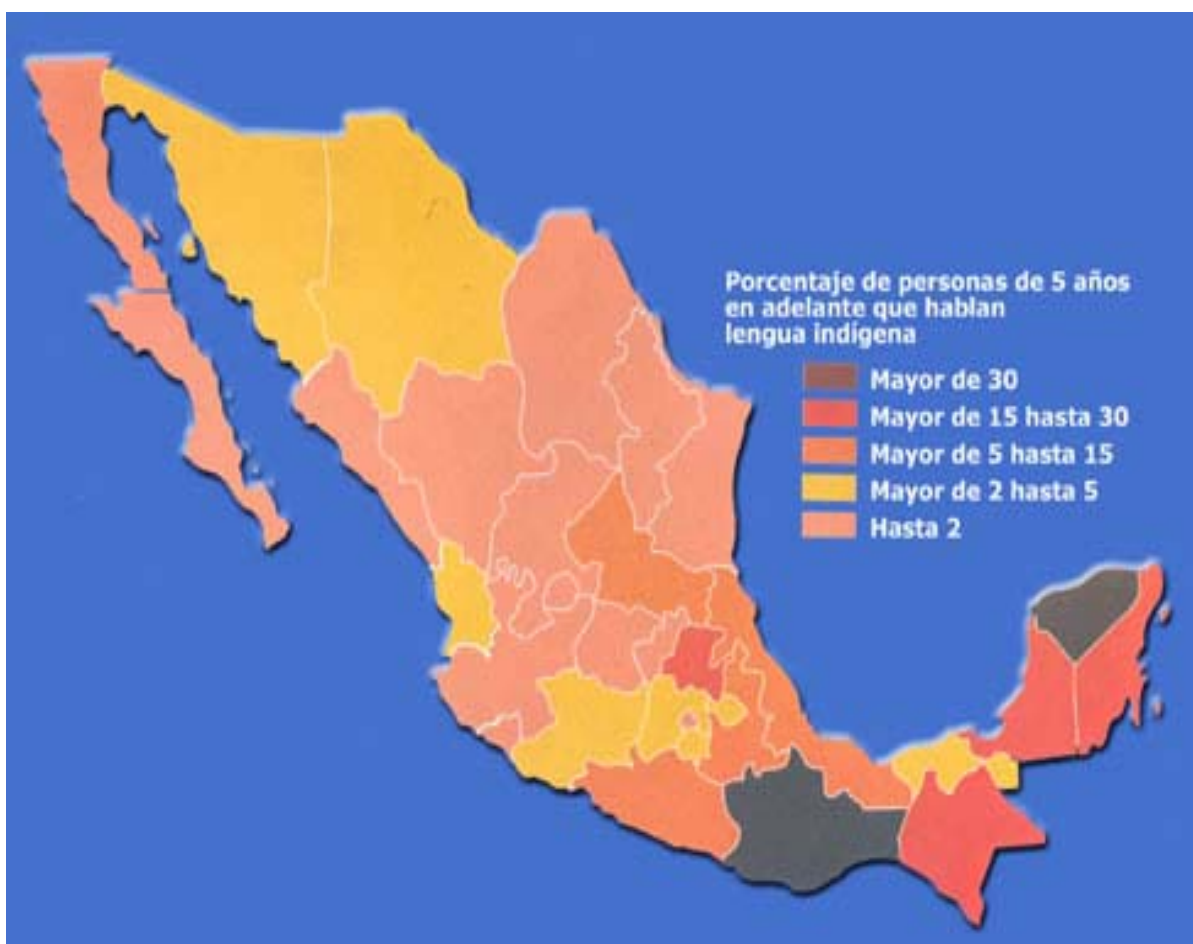 Porcentaje de personas de 5 años
en adelante que hablan
lengua indígena
Mayor de 30
Mayor de 15 hasta 30
Mayor de 5 hasta 15
Mayor de 2 hasta 5
Hasta 2